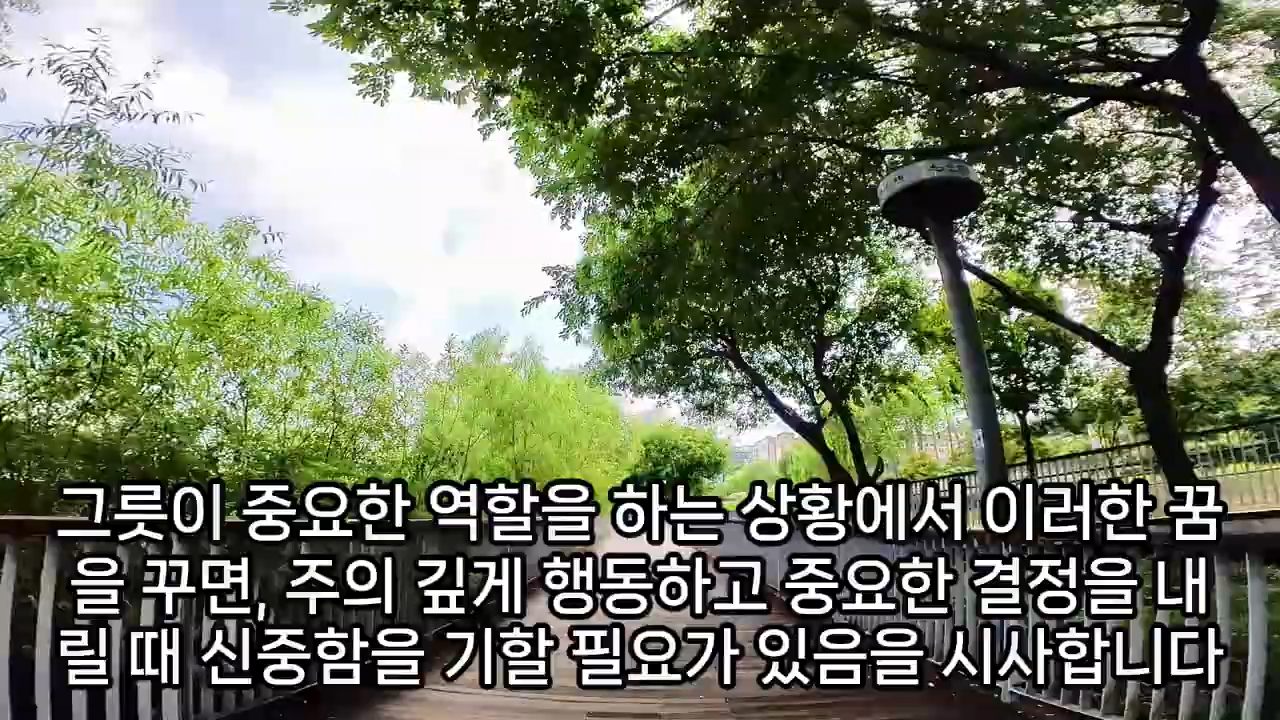 그릇이 중요한 역할을 하는 상황에서 이러한 꿈
을 꾸면, 주의 깊게 행동하고 중요한 결정을 내
릴 때 신중함을 기할 필요가 있음을 시사합니다